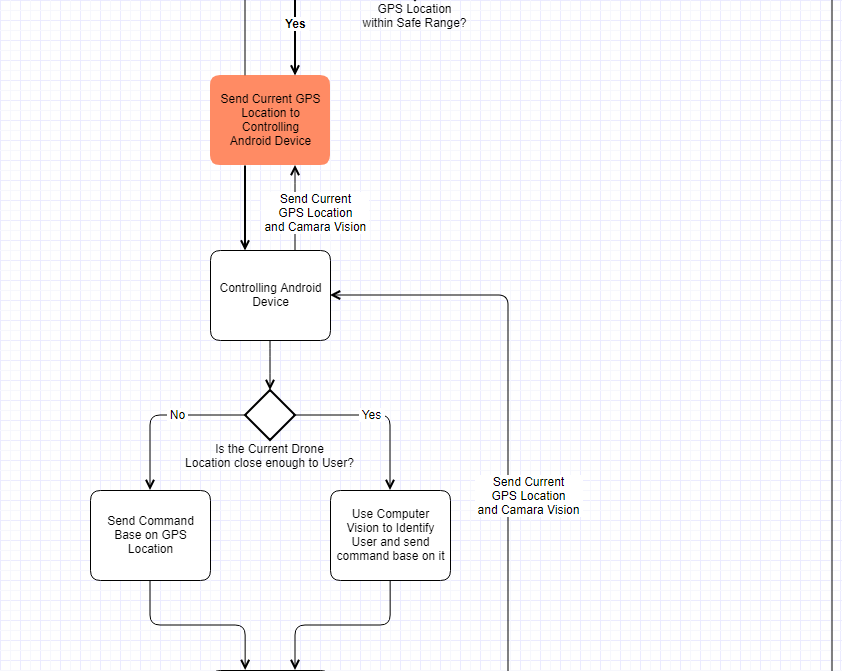 GPS Location
within Safe Range?
Yes
Send Current GPS
Location to
Controlling
Android Device
Send Current
GPS Location
and Camara Vision
Controlling Android
Device
No
Yes
Is the Current Drone
Location close enough to User?
Send Current
GPS Location
and Camara Vision
Send Command
Base on GPS
Location
Use Computer
Vision to Identify
User and send
command base on it